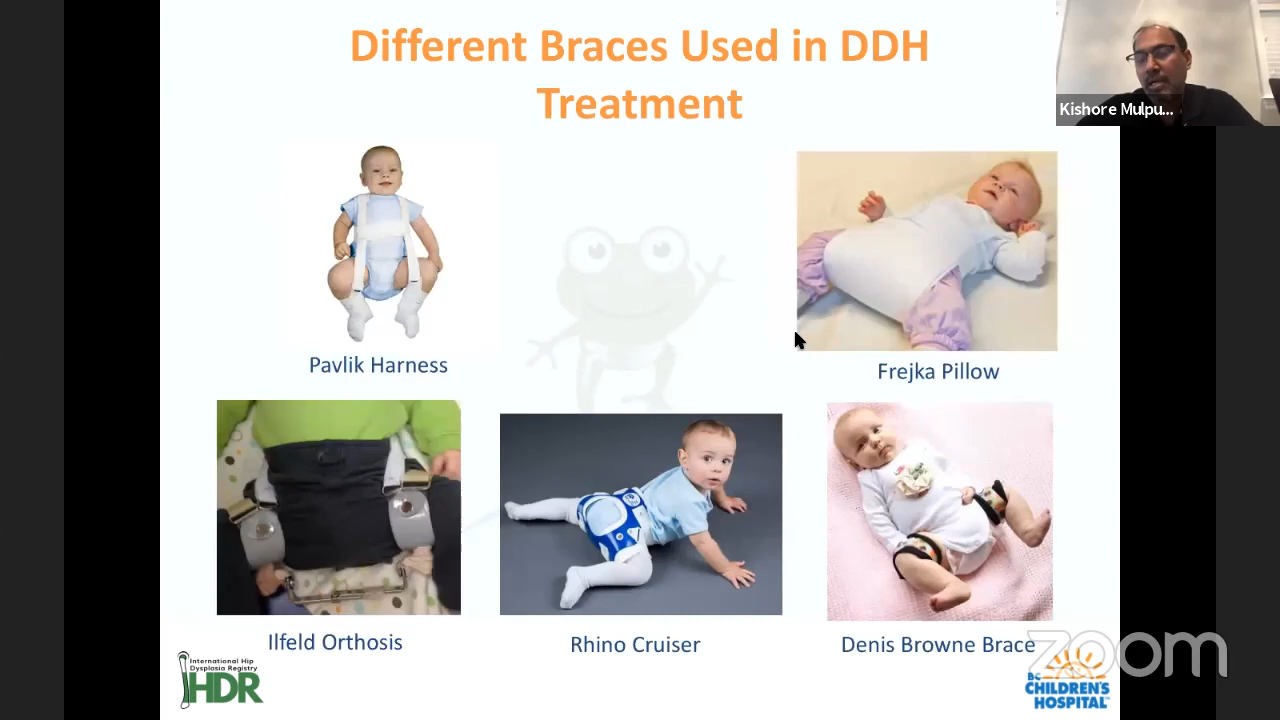 Different Braces Used in DDH
Treatment
Kishore Mulpu...
Pavlik Harness
Frejka Pillow
Ilfeld Orthosis
Rhino Cruiser
Denis Browne Brace
International Hip
Dysplasia Registry
IHDR
BC
CHILDREN'S
HOSPITAL
zoom